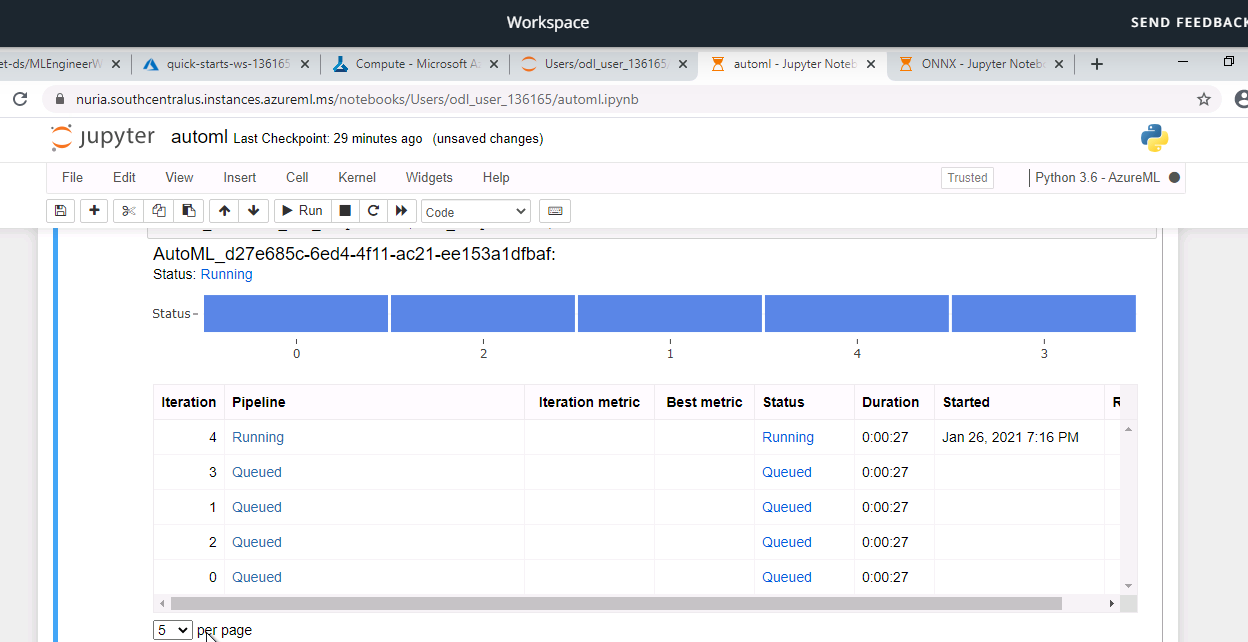 Workspace
SEND FEEDBACK
et-ds/MLEngineerW
quick-starts-ws-136165
Compute - Microsoft A
Users/odl_user_136165
automl - Jupyter Noteb
ONNX - Jupyter Notebo
nuria.southcentralus.instances.azureml.ms/notebooks/Users/odl_user_136165/automl.ipynb
jupyter automl Last Checkpoint: 29 minutes ago (unsaved changes)
File Edit View Insert Cell Kernel Widgets Help Trusted Python 3.6 - AzureML
Run Code
AutoML_d27e685c-6ed4-4f11-ac21-ee153a1dfbaf:
Status: Running
Status
0 2 1 4 3
Iteration Pipeline Iteration metric Best metric Status Duration Started R
4 Running Running 0:00:27 Jan 26, 2021 7:16 PM
3 Queued Queued 0:00:27
1 Queued Queued 0:00:27
2 Queued Queued 0:00:27
0 Queued Queued 0:00:27
5 per page